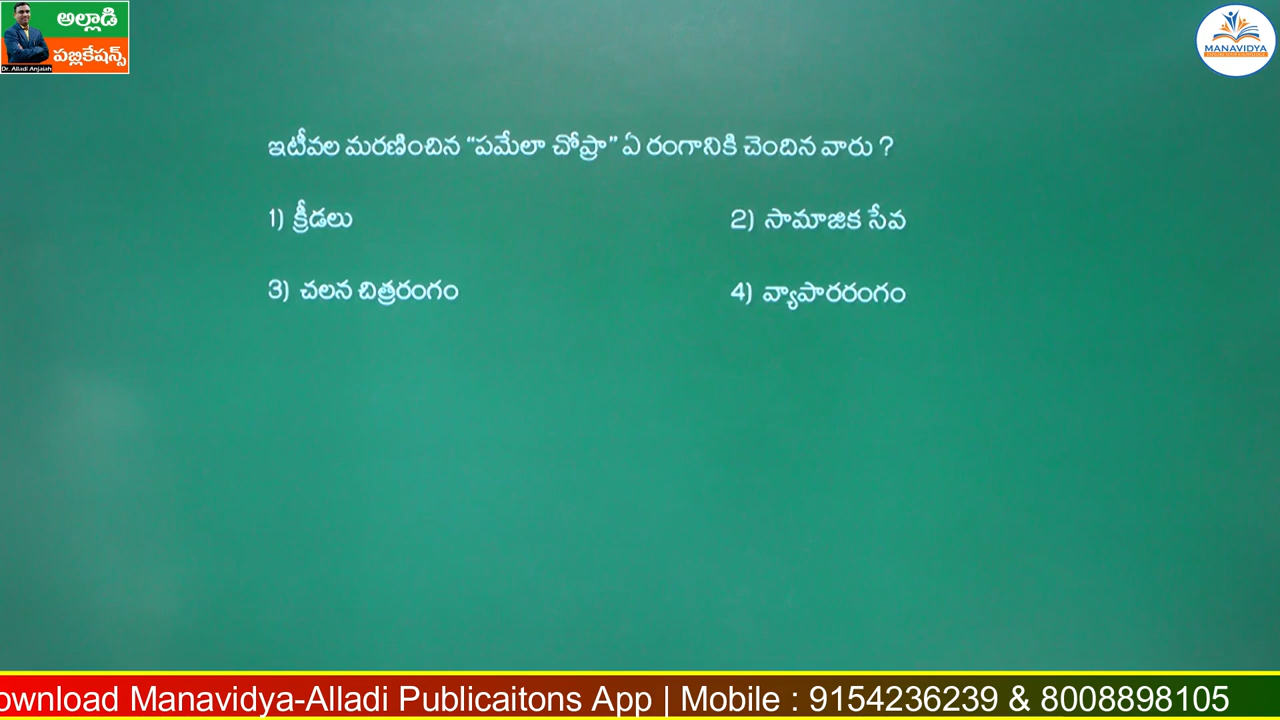 అల్లాడి
పబ్లికేషన్స్
Dr. Alladi Anjaiah
MANAVIDYA
ఇటీవల మరణించిన “పమేలా చోప్రా” ఏ రంగానికి చెందిన వారు ?
1) క్రీడలు
2) సామాజిక సేవ
3) చలన చిత్రరంగం
4) వ్యాపారరంగం
ownload Manavidya-Alladi Publicaitons App | Mobile : 9154236239 & 8008898105